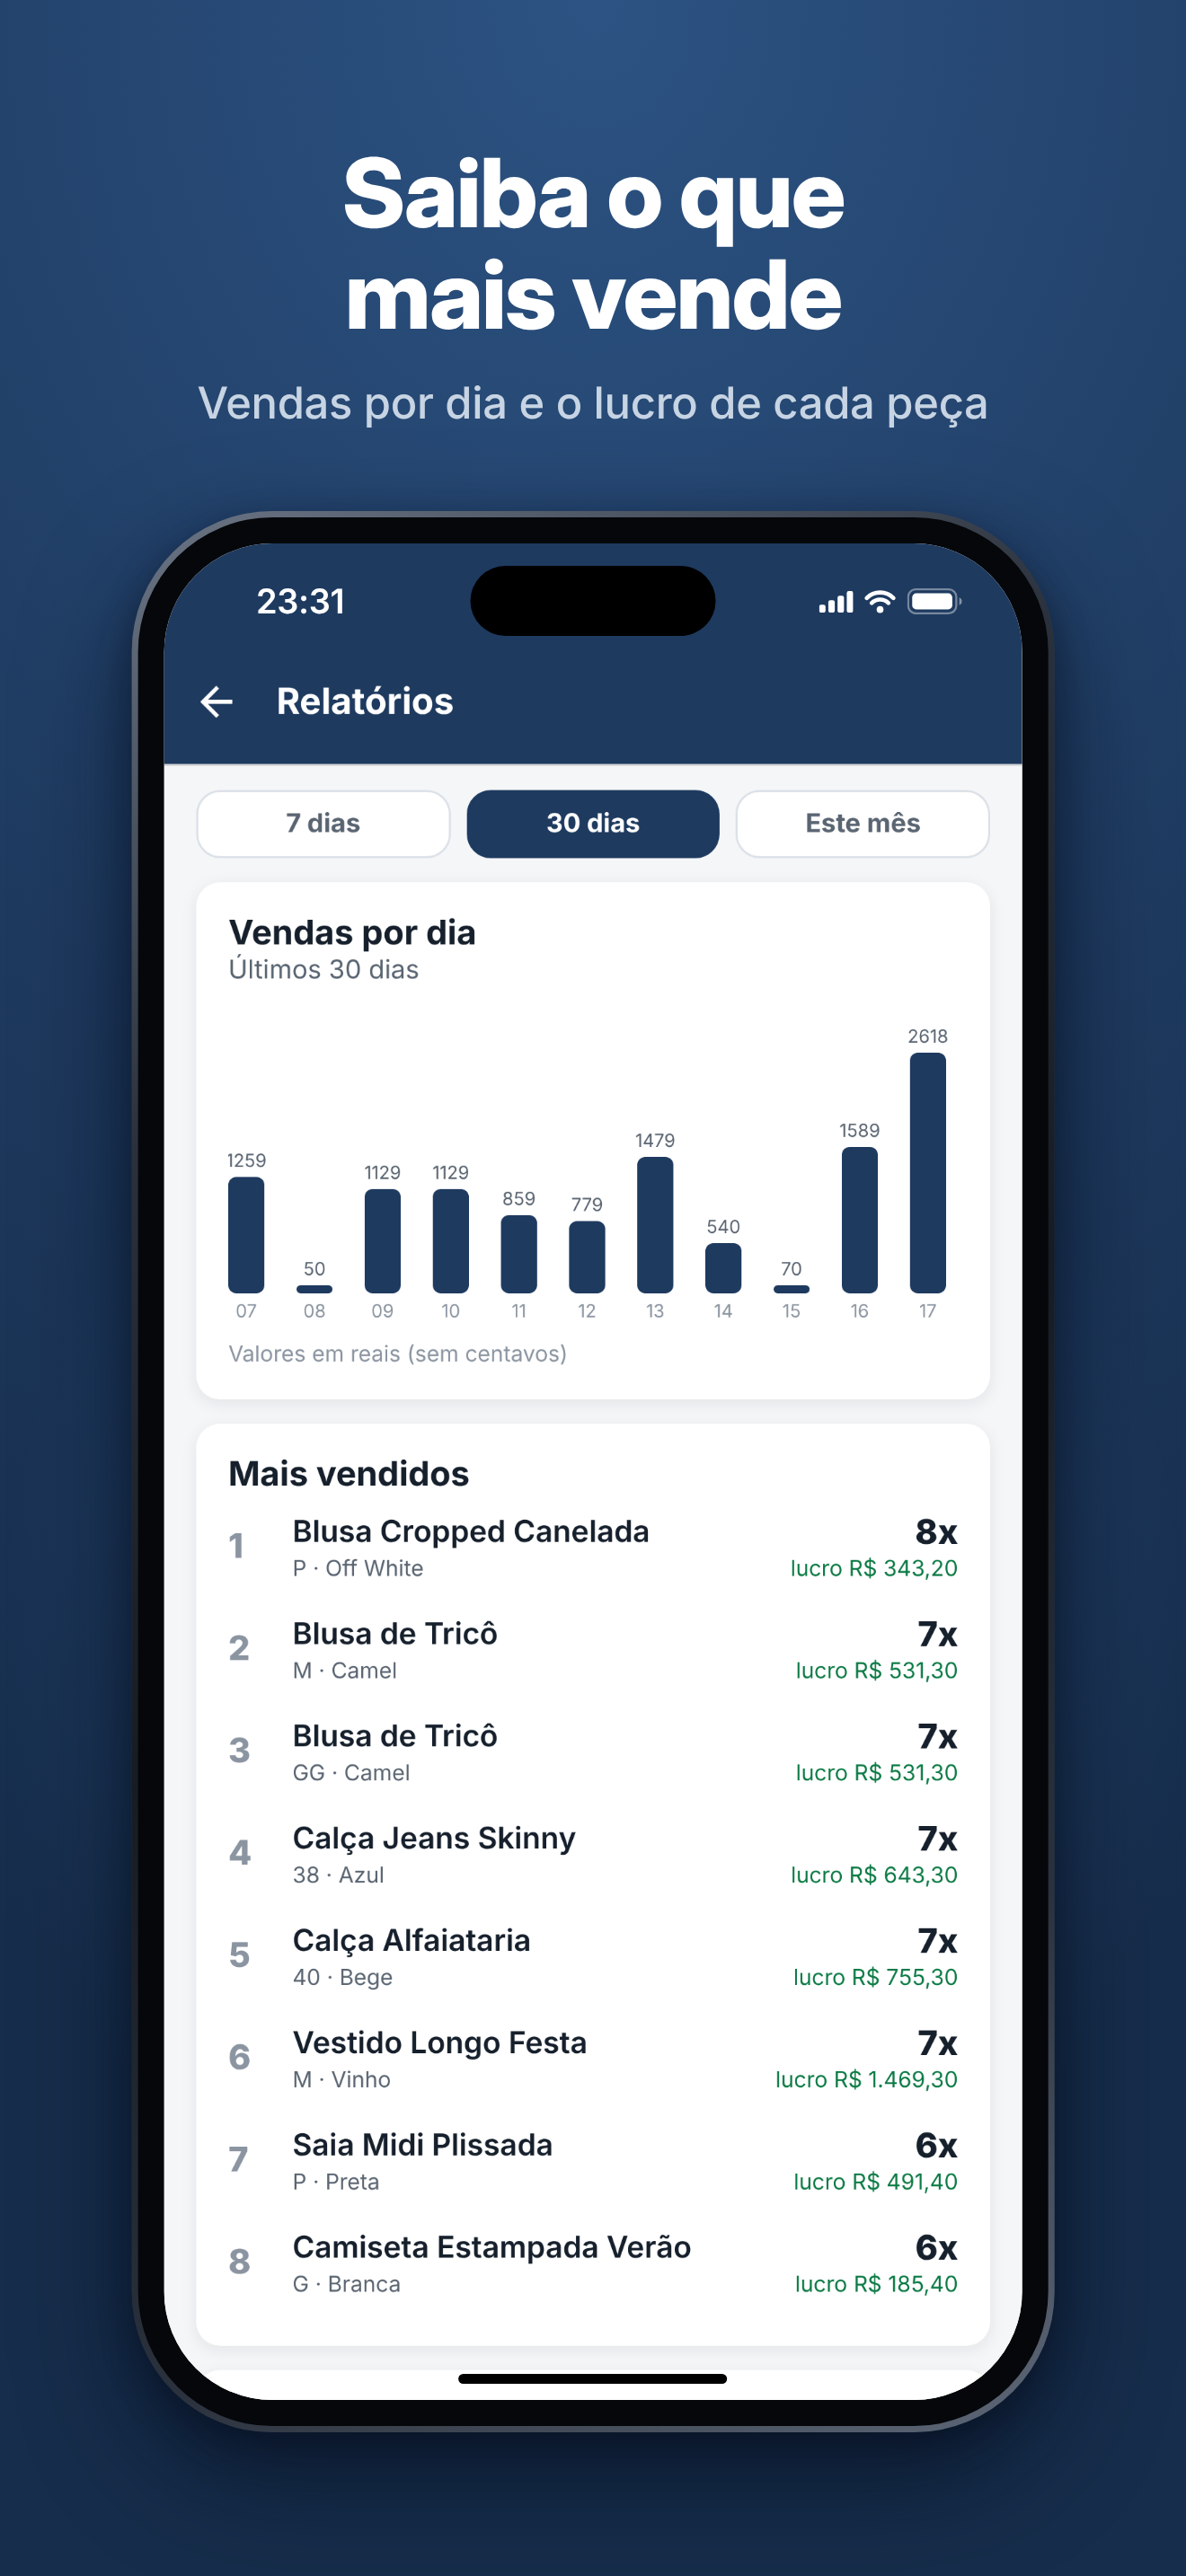 Saiba o que
mais vende
Vendas por dia e o lucro de cada peça
23:31
Relatórios
7 dias 30 dias Este mês
Vendas por dia
Últimos 30 dias
1259 50 1129 1129 859 779 1479 540 70 1589 2618
07 08 09 10 11 12 13 14 15 16 17
Valores em reais (sem centavos)
Mais vendidos
1 Blusa Cropped Canelada 8x
P · Off White lucro R$ 343,20
2 Blusa de Tricô 7x
M · Camel lucro R$ 531,30
3 Blusa de Tricô 7x
GG · Camel lucro R$ 531,30
4 Calça Jeans Skinny 7x
38 · Azul lucro R$ 643,30
5 Calça Alfaiataria 7x
40 · Bege lucro R$ 755,30
6 Vestido Longo Festa 7x
M · Vinho lucro R$ 1.469,30
7 Saia Midi Plissada 6x
P · Preta lucro R$ 491,40
8 Camiseta Estampada Verão 6x
G · Branca lucro R$ 185,40